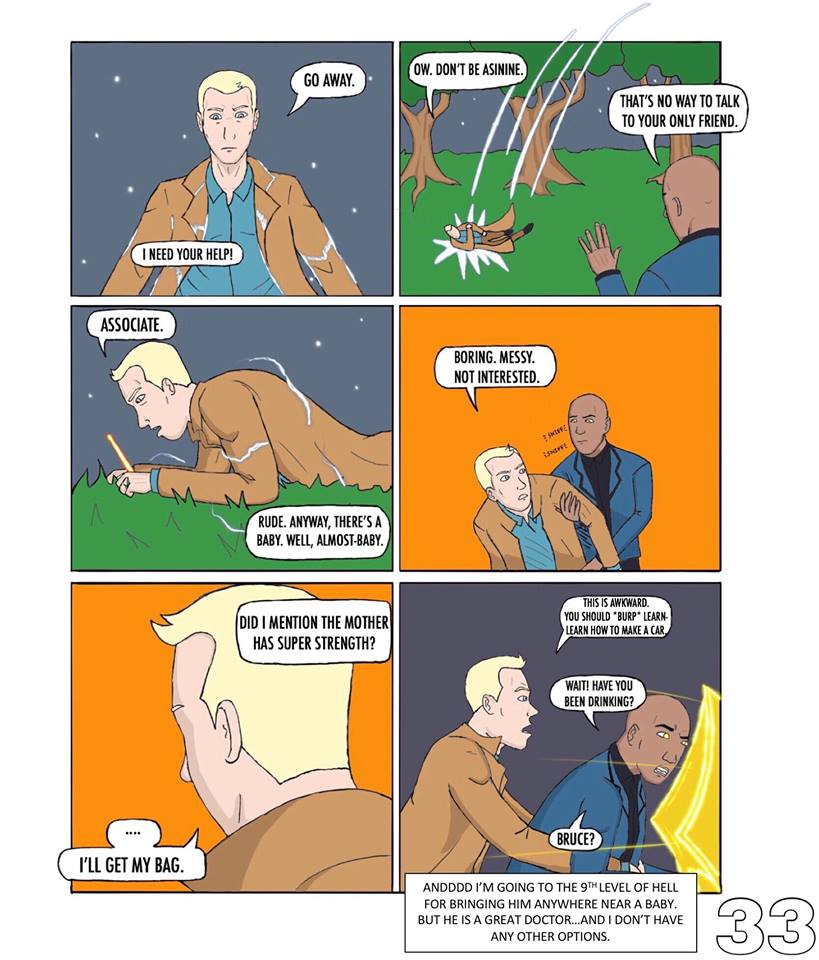 GO AWAY.
I NEED YOUR HELP!
OW. DON'T BE ASININE.
THAT'S NO WAY TO TALK
TO YOUR ONLY FRIEND.
ASSOCIATE.
RUDE. ANYWAY, THERE'S A
BABY. WELL, ALMOST-BABY.
BORING. MESSY.
NOT INTERESTED.
SNIFF
SNIFF
DID I MENTION THE MOTHER
HAS SUPER STRENGTH?
....
I'LL GET MY BAG.
THIS IS AWKWARD.
YOU SHOULD *BURP* LEARN-
LEARN HOW TO MAKE A CAR.
WAIT! HAVE YOU
BEEN DRINKING?
BRUCE?
ANDDDD I'M GOING TO THE 9TH LEVEL OF HELL
FOR BRINGING HIM ANYWHERE NEAR A BABY.
BUT HE IS A GREAT DOCTOR...AND I DON'T HAVE
ANY OTHER OPTIONS.
33